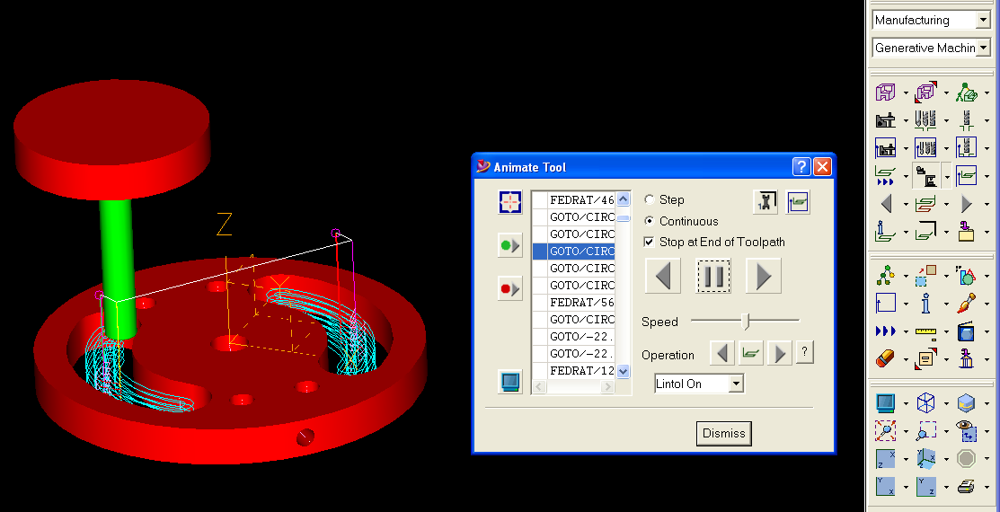 Manufacturing
Generative Machin
Z
Animate Tool
FEDRAT/46
GOTO/CIRC
GOTO/CIRC
GOTO/CIRC
GOTO/CIRC
GOTO/CIRC
FEDRAT/56
GOTO/CIRC
GOTO/-22.
GOTO/-22.
FEDRAT/12
Step
Continuous
Stop at End of Toolpath
Speed
Operation
?
Lintol On
Dismiss